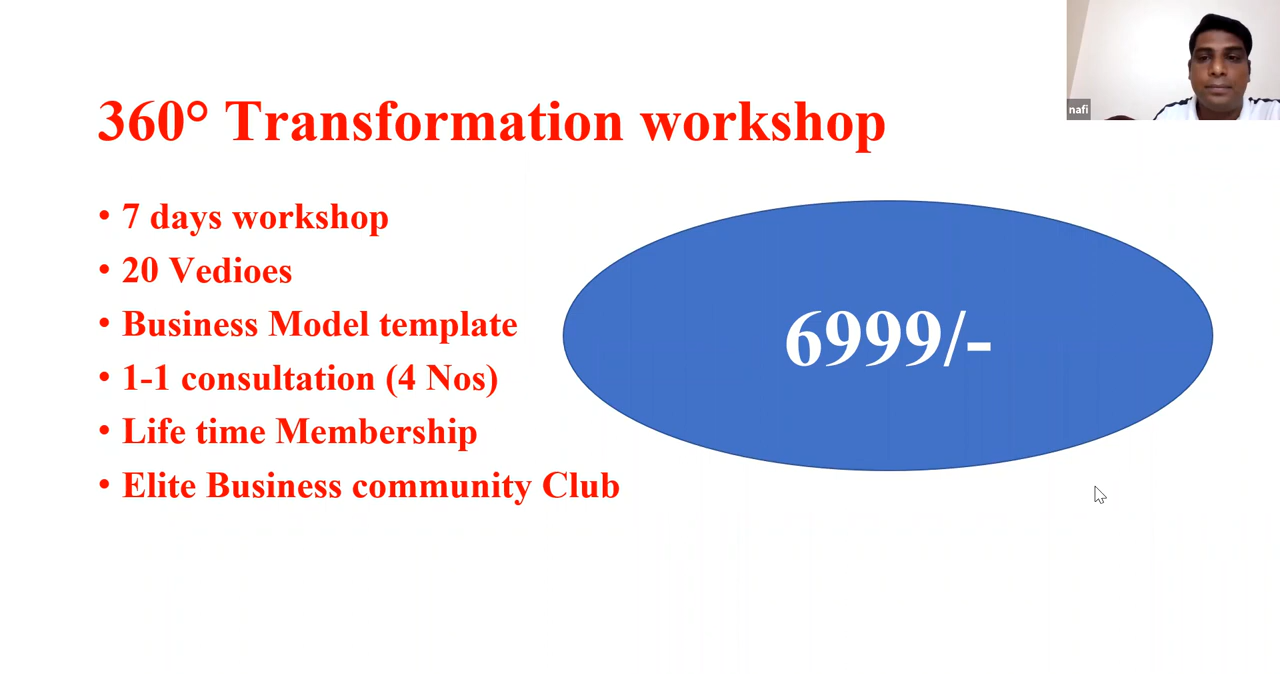 360° Transformation workshop
• 7 days workshop
• 20 Vedioes
• Business Model template
• 1-1 consultation (4 Nos)
• Life time Membership
• Elite Business community Club
6999/-
nafi